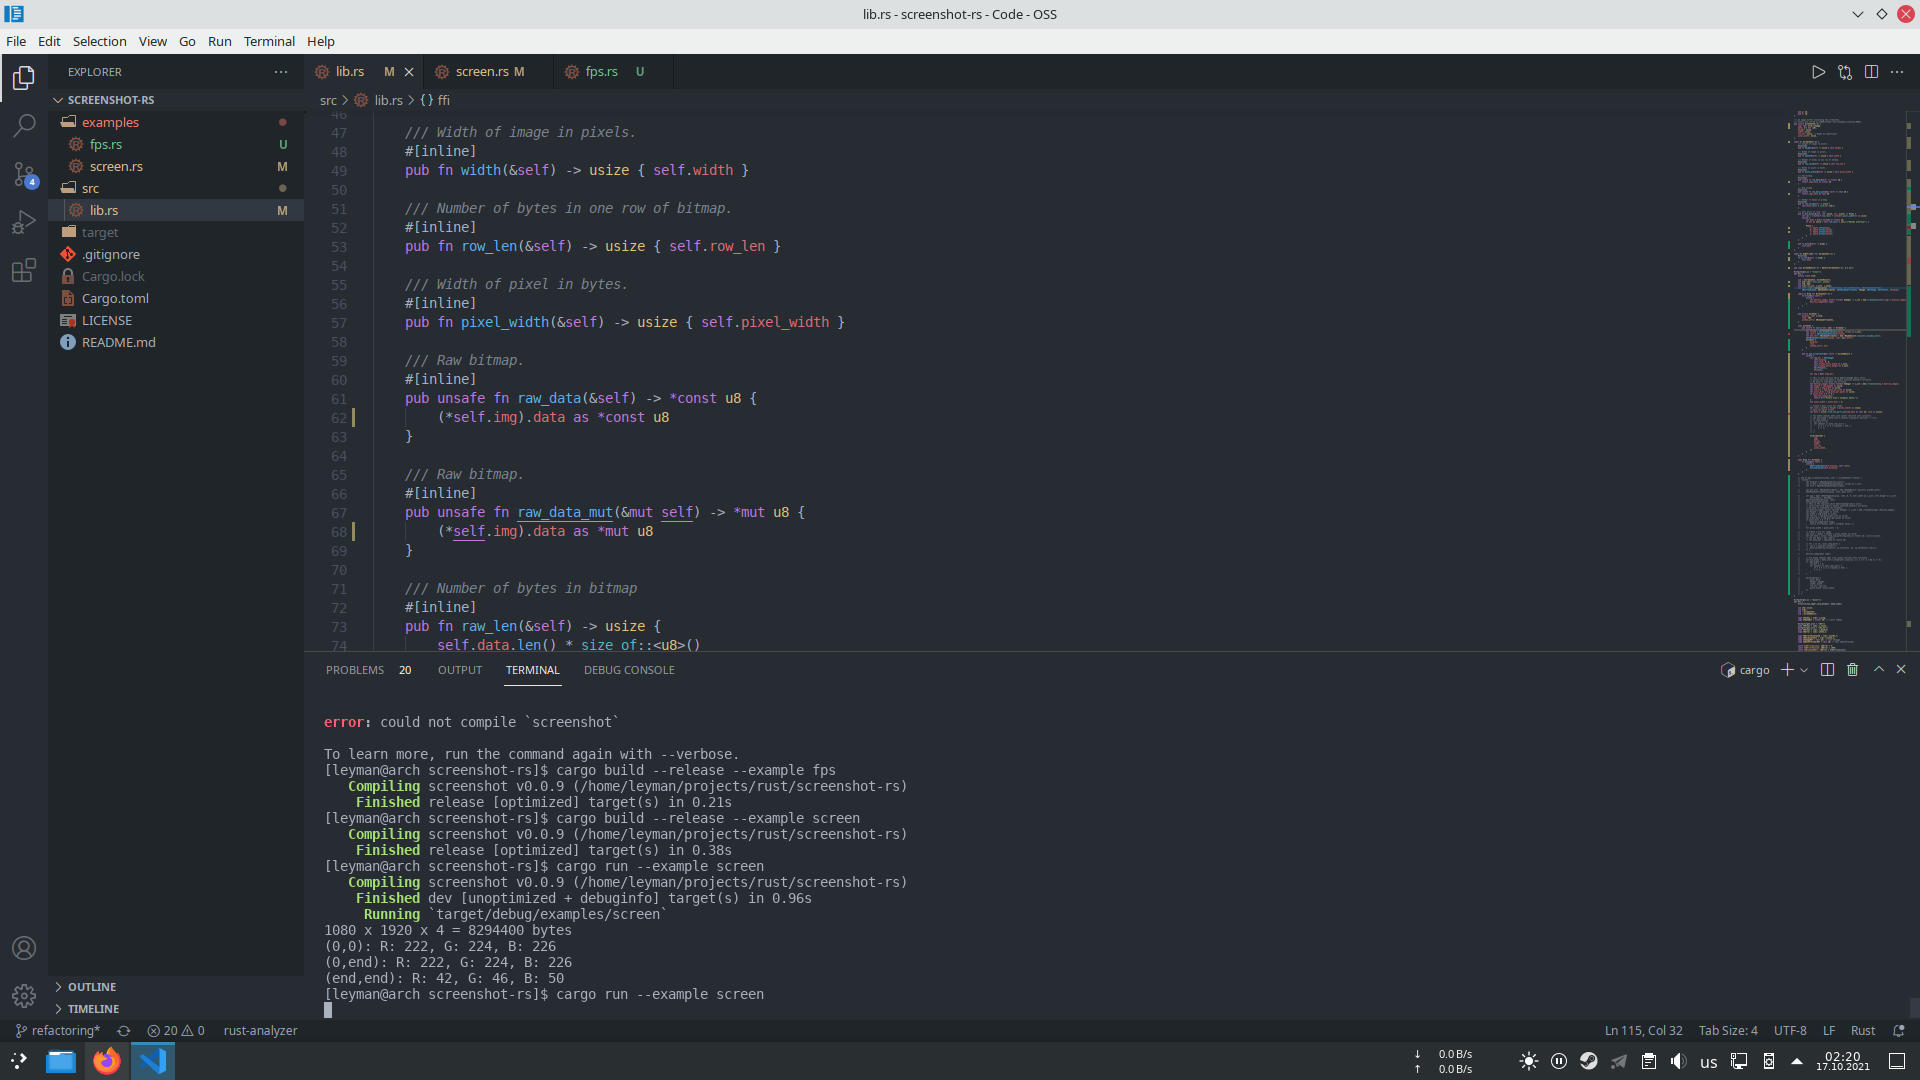 lib.rs - screenshot-rs - Code - OSS
File Edit Selection View Go Run Terminal Help
EXPLORER
lib.rs M
screen.rs M
fps.rs U
SCREENSHOT-RS
src > lib.rs > {} ffi
examples
fps.rs U
screen.rs M
src
lib.rs M
target
.gitignore
Cargo.lock
Cargo.toml
LICENSE
README.md
4
46
47 /// Width of image in pixels.
48 #[inline]
49 pub fn width(&self) -> usize { self.width }
50
51 /// Number of bytes in one row of bitmap.
52 #[inline]
53 pub fn row_len(&self) -> usize { self.row_len }
54
55 /// Width of pixel in bytes.
56 #[inline]
57 pub fn pixel_width(&self) -> usize { self.pixel_width }
58
59 /// Raw bitmap.
60 #[inline]
61 pub unsafe fn raw_data(&self) -> *const u8 {
62 (*self.img).data as *const u8
63 }
64
65 /// Raw bitmap.
66 #[inline]
67 pub unsafe fn raw_data_mut(&mut self) -> *mut u8 {
68 (*self.img).data as *mut u8
69 }
70
71 /// Number of bytes in bitmap
72 #[inline]
73 pub fn raw_len(&self) -> usize {
74 self.data.len() * size_of::<u8>()
PROBLEMS 20 OUTPUT TERMINAL DEBUG CONSOLE
cargo
error: could not compile `screenshot`
To learn more, run the command again with --verbose.
[leyman@arch screenshot-rs]$ cargo build --release --example fps
Compiling screenshot v0.0.9 (/home/leyman/projects/rust/screenshot-rs)
Finished release [optimized] target(s) in 0.21s
[leyman@arch screenshot-rs]$ cargo build --release --example screen
Compiling screenshot v0.0.9 (/home/leyman/projects/rust/screenshot-rs)
Finished release [optimized] target(s) in 0.38s
[leyman@arch screenshot-rs]$ cargo run --example screen
Compiling screenshot v0.0.9 (/home/leyman/projects/rust/screenshot-rs)
Finished dev [unoptimized + debuginfo] target(s) in 0.96s
Running `target/debug/examples/screen`
1080 x 1920 x 4 = 8294400 bytes
(0,0): R: 222, G: 224, B: 226
(0,end): R: 222, G: 224, B: 226
(end,end): R: 42, G: 46, B: 50
[leyman@arch screenshot-rs]$ cargo run --example screen
OUTLINE
TIMELINE
refactoring* 20 0 rust-analyzer
Ln 115, Col 32 Tab Size: 4 UTF-8 LF Rust
↓ 0.0 B/s
↑ 0.0 B/s
us
02:20
17.10.2021